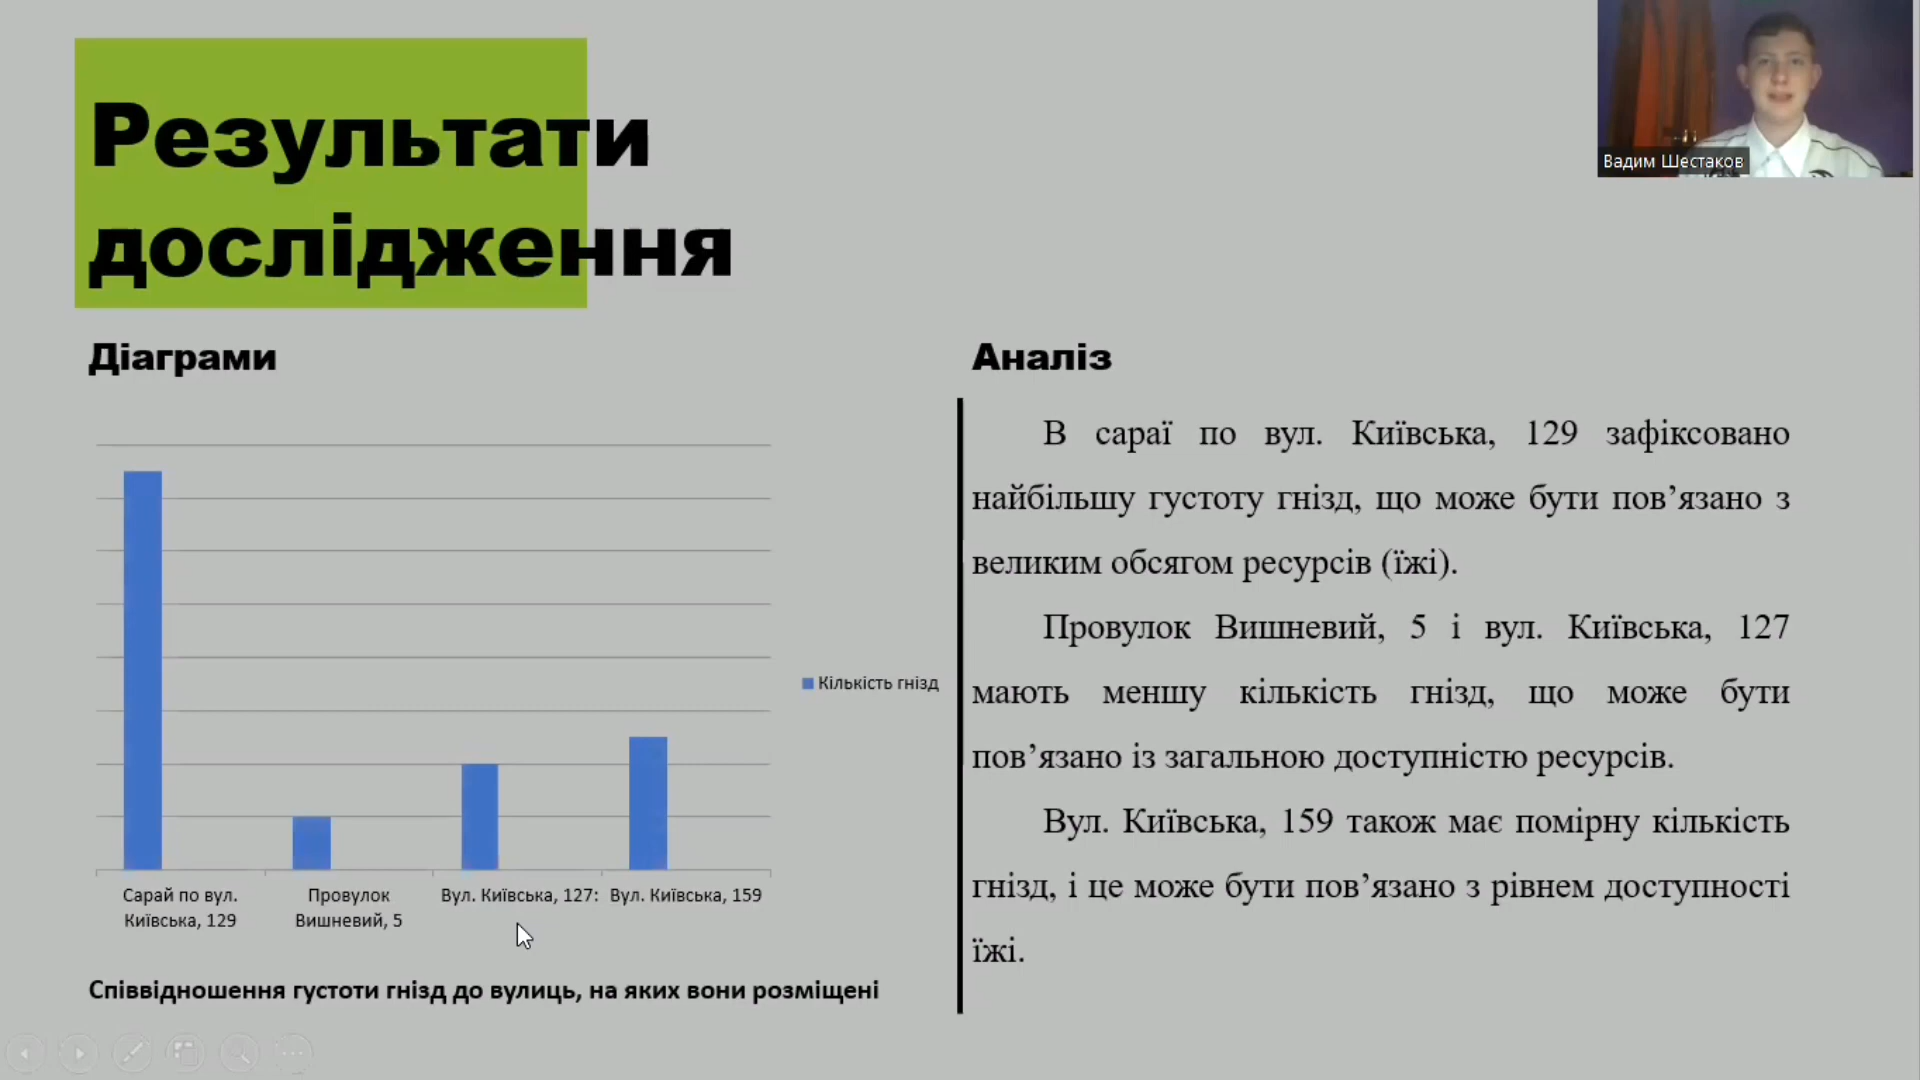 Результати
дослідження
Вадим Шестаков
Діаграми
Кількість гнізд
Сарай по вул.
Київська, 129
Провулок
Вишневий, 5
Вул. Київська, 127:
Вул. Київська, 159
Співвідношення густоти гнізд до вулиць, на яких вони розміщені
Аналіз
В сараї по вул. Київська, 129 зафіксовано
найбільшу густоту гнізд, що може бути пов’язано з
великим обсягом ресурсів (їжі).
Провулок Вишневий, 5 і вул. Київська, 127
мають меншу кількість гнізд, що може бути
пов’язано із загальною доступністю ресурсів.
Вул. Київська, 159 також має помірну кількість
гнізд, і це може бути пов’язано з рівнем доступності
їжі.